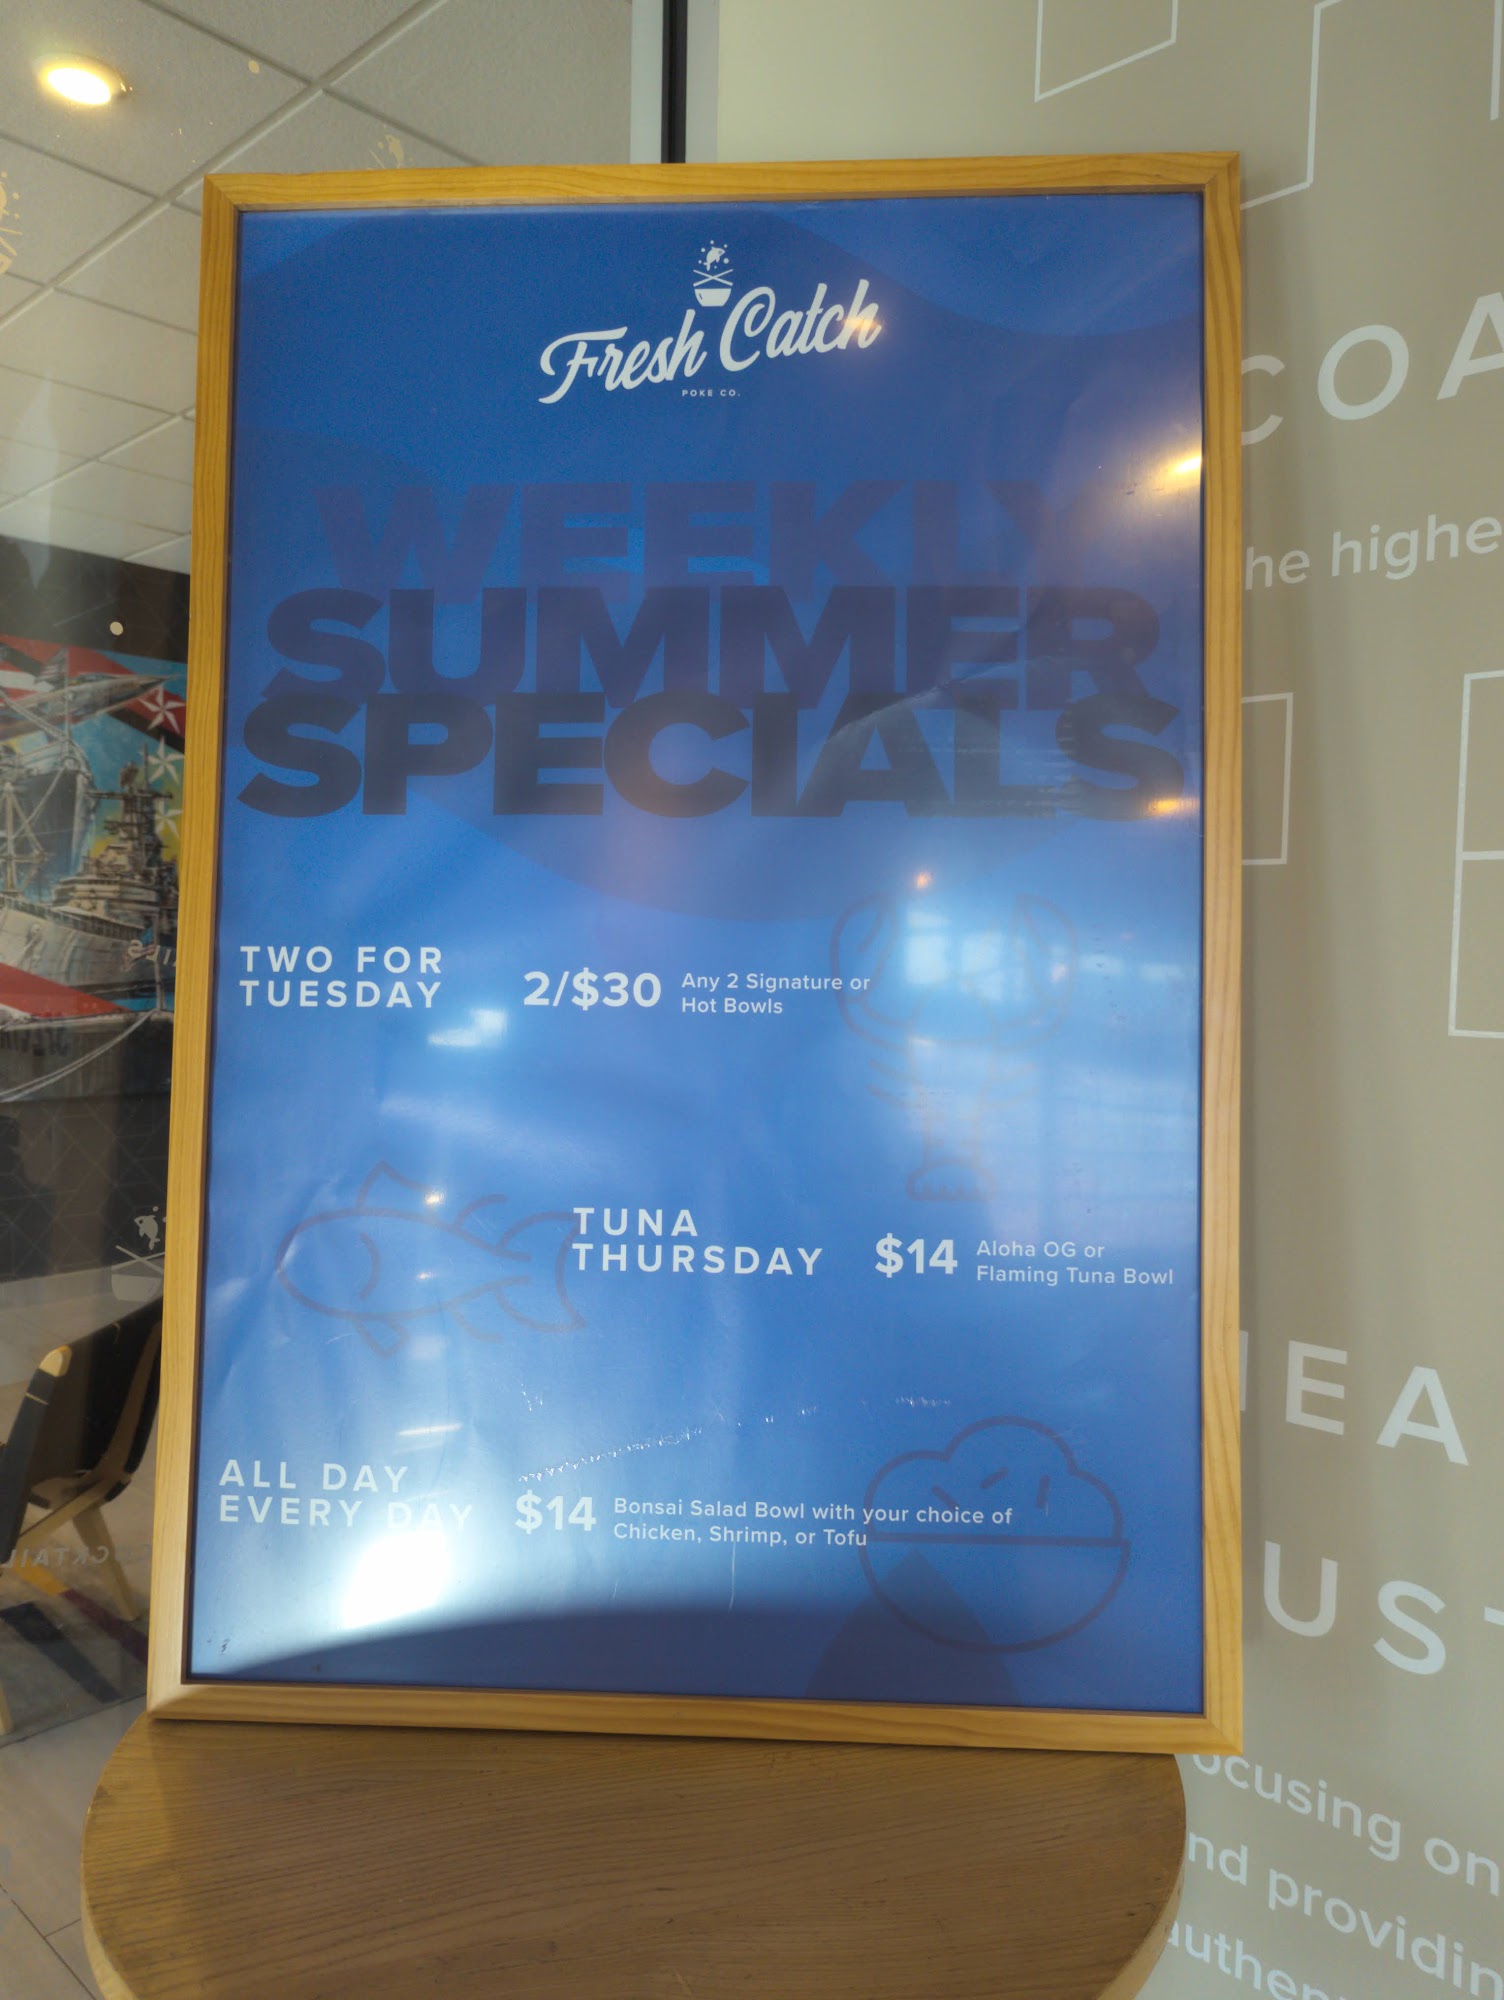 Fresh Catch
POKE CO.
WEEKLY
SUMMER
SPECIALS
TWO FOR
TUESDAY
2/$30
Any 2 Signature or
Hot Bowls
TUNA
THURSDAY
$14
Aloha OG or
Flaming Tuna Bowl
ALL DAY
EVERY DAY
$14
Bonsai Salad Bowl with your choice of
Chicken, Shrimp, or Tofu
COA
he highe
EA
US
ocusing on
nd providin
authen